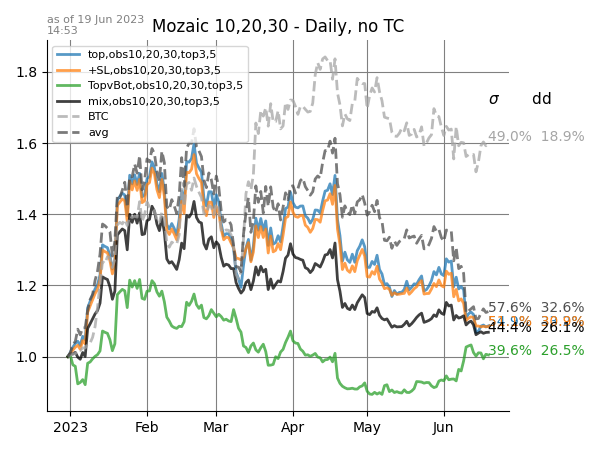 as of 19 Jun 2023
14:53
Mozaic 10,20,30 - Daily, no TC
top,obs10,20,30,top3,5
+SL,obs10,20,30,top3,5
TopvBot,obs10,20,30,top3,5
mix,obs10,20,30,top3,5
BTC
avg
σ dd
49.0% 18.9%
57.6% 32.6%
44.4% 26.1%
39.6% 26.5%
1.8
1.6
1.4
1.2
1.0
2023 Feb Mar Apr May Jun